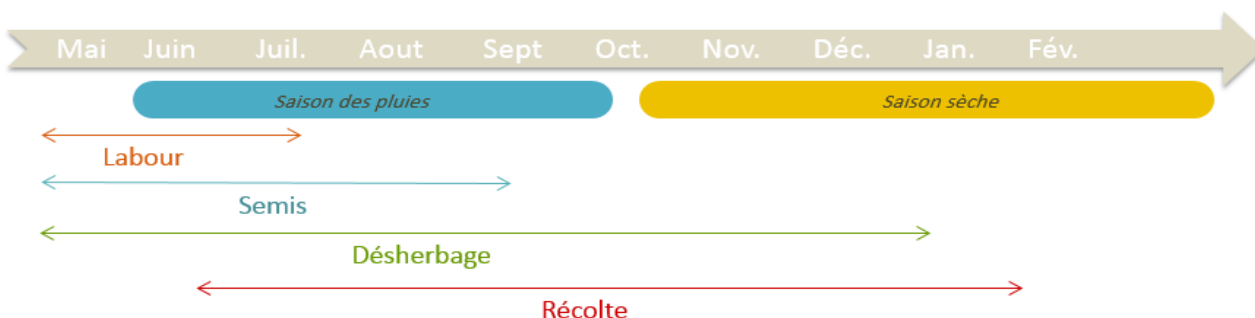 Mai Juin Juil. Aout Sept Oct. Nov. Déc. Jan. Fév.
Saison des pluies Saison sèche
Labour
Semis
Désherbage
Récolte